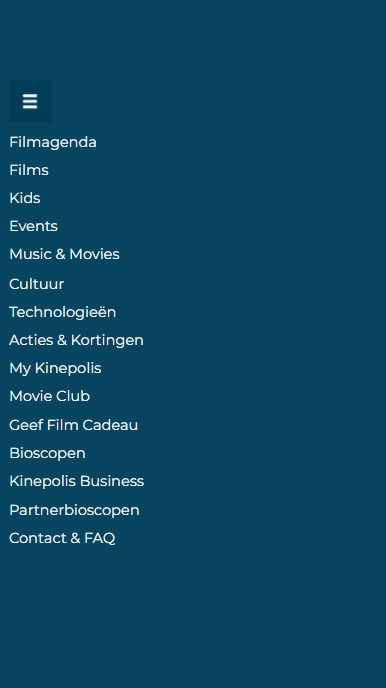 Filmagenda
Films
Kids
Events
Music & Movies
Cultuur
Technologieën
Acties & Kortingen
My Kinepolis
Movie Club
Geef Film Cadeau
Bioscopen
Kinepolis Business
Partnerbioscopen
Contact & FAQ